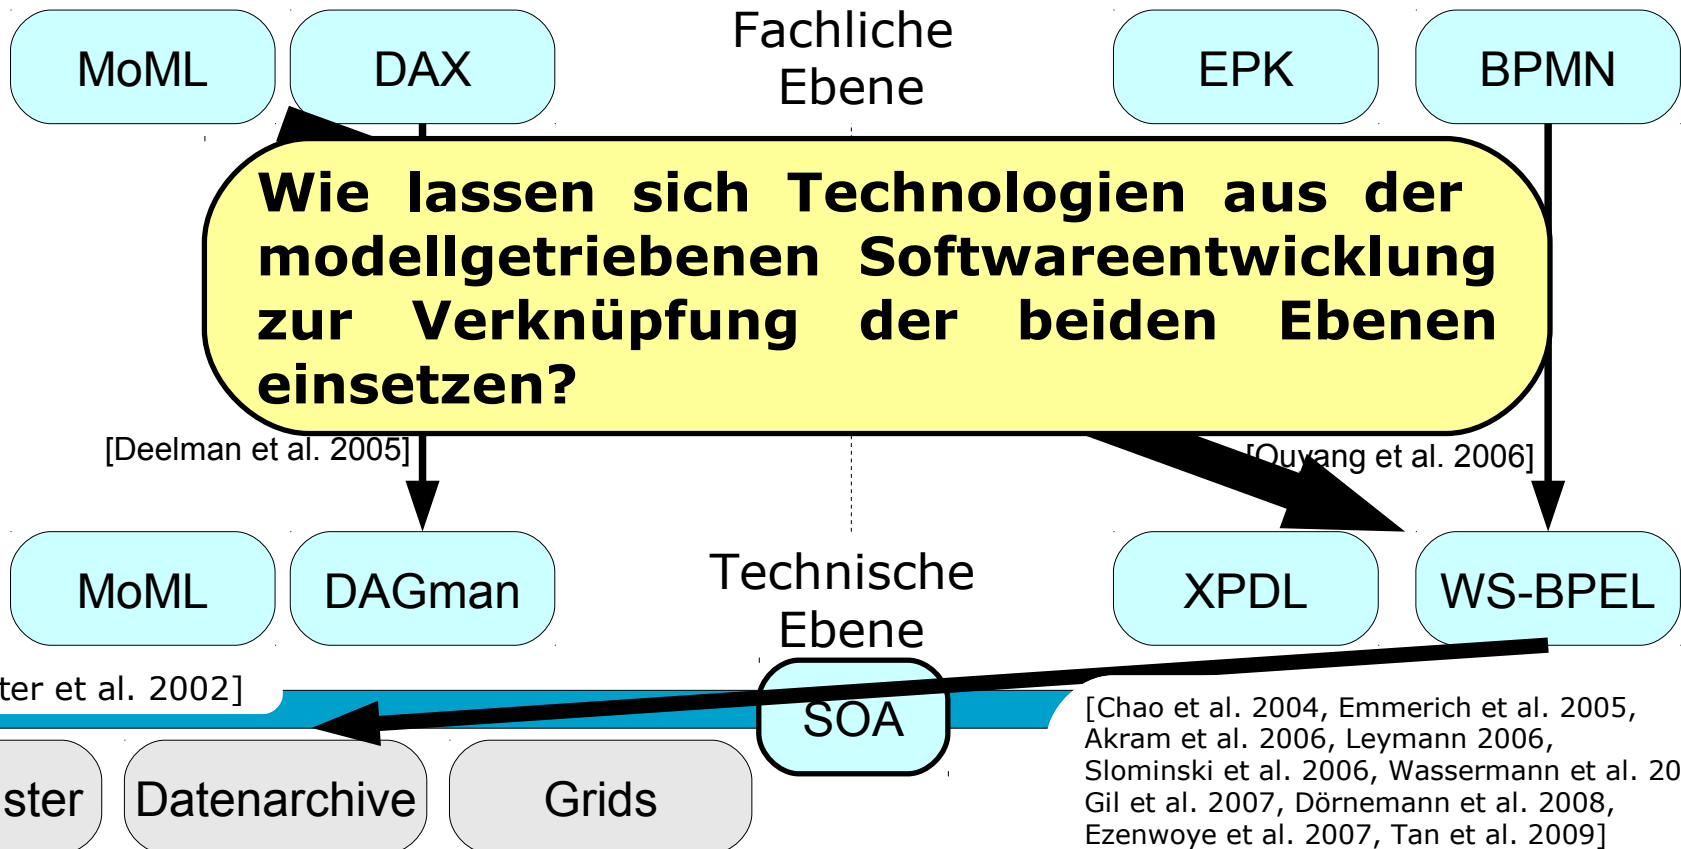 Fachliche
Ebene
MoML
DAX
EPK
BPMN
Wie lassen sich Technologien aus der
modellgetriebenen Softwareentwicklung
zur Verknüpfung der beiden Ebenen
einsetzen?
[Deelman et al. 2005]
[Ouyang et al. 2006]
MoML
DAGman
Technische
Ebene
XPDL
WS-BPEL
ter et al. 2002]
SOA
[Chao et al. 2004, Emmerich et al. 2005,
Akram et al. 2006, Leymann 2006,
Slominski et al. 2006, Wassermann et al. 20
Gil et al. 2007, Dörnemann et al. 2008,
Ezenwoye et al. 2007, Tan et al. 2009]
ster
Datenarchive
Grids